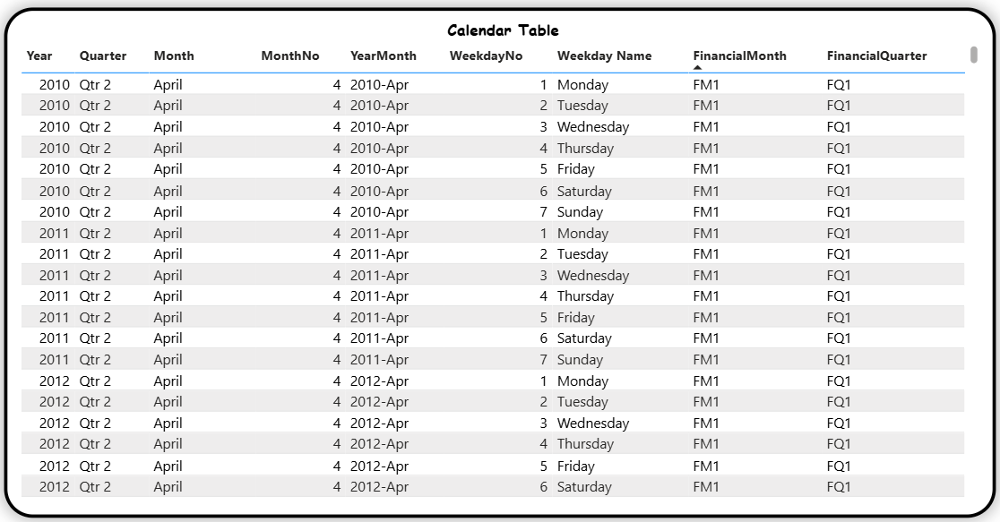 Calendar Table
Year Quarter Month MonthNo YearMonth WeekdayNo Weekday Name FinancialMonth FinancialQuarter
2010 Qtr 2 April 4 2010-Apr 1 Monday FM1 FQ1
2010 Qtr 2 April 4 2010-Apr 2 Tuesday FM1 FQ1
2010 Qtr 2 April 4 2010-Apr 3 Wednesday FM1 FQ1
2010 Qtr 2 April 4 2010-Apr 4 Thursday FM1 FQ1
2010 Qtr 2 April 4 2010-Apr 5 Friday FM1 FQ1
2010 Qtr 2 April 4 2010-Apr 6 Saturday FM1 FQ1
2010 Qtr 2 April 4 2010-Apr 7 Sunday FM1 FQ1
2011 Qtr 2 April 4 2011-Apr 1 Monday FM1 FQ1
2011 Qtr 2 April 4 2011-Apr 2 Tuesday FM1 FQ1
2011 Qtr 2 April 4 2011-Apr 3 Wednesday FM1 FQ1
2011 Qtr 2 April 4 2011-Apr 4 Thursday FM1 FQ1
2011 Qtr 2 April 4 2011-Apr 5 Friday FM1 FQ1
2011 Qtr 2 April 4 2011-Apr 6 Saturday FM1 FQ1
2011 Qtr 2 April 4 2011-Apr 7 Sunday FM1 FQ1
2012 Qtr 2 April 4 2012-Apr 1 Monday FM1 FQ1
2012 Qtr 2 April 4 2012-Apr 2 Tuesday FM1 FQ1
2012 Qtr 2 April 4 2012-Apr 3 Wednesday FM1 FQ1
2012 Qtr 2 April 4 2012-Apr 4 Thursday FM1 FQ1
2012 Qtr 2 April 4 2012-Apr 5 Friday FM1 FQ1
2012 Qtr 2 April 4 2012-Apr 6 Saturday FM1 FQ1